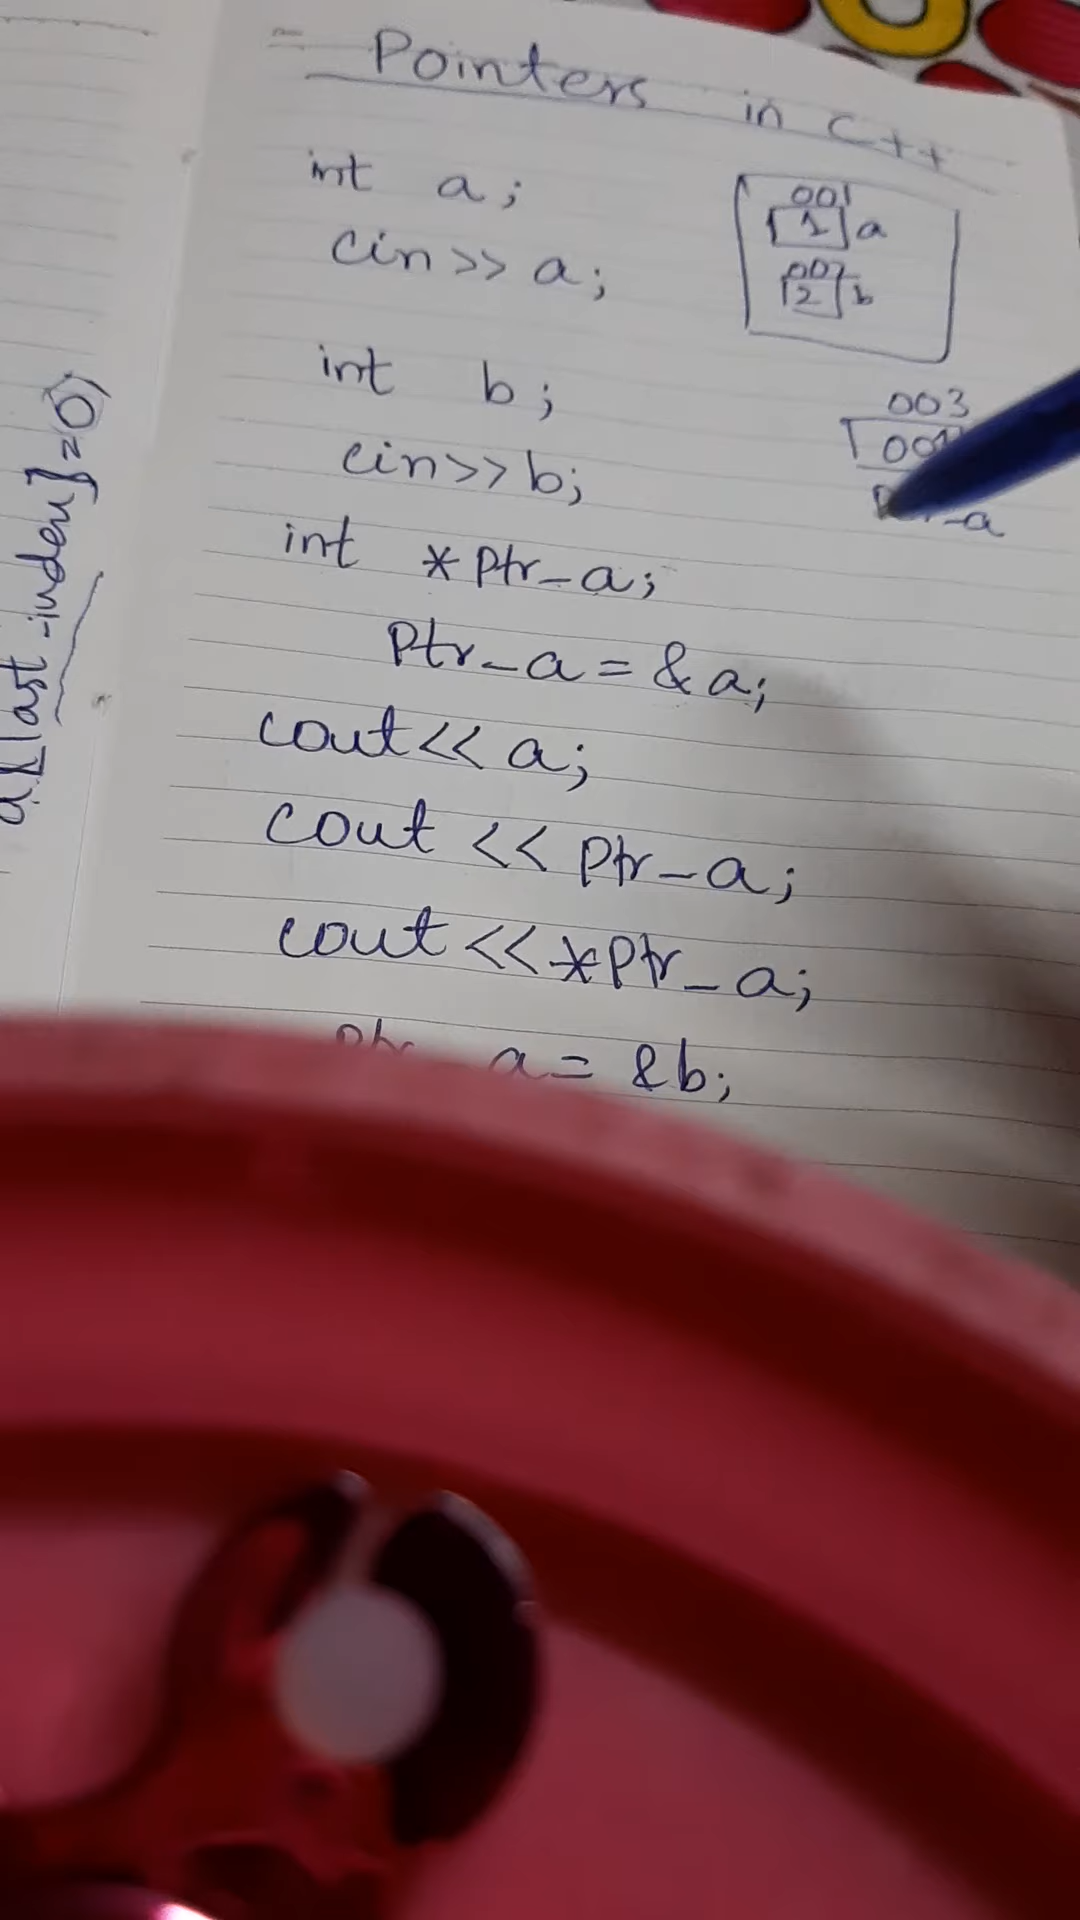 Pointers in C++
int a;
cin>> a;
int b;
cin>> b;
int *Ptr_a;
Ptr_a = & a;
cout<< a;
cout << Ptr_a;
cout << *Ptr_a;
a = &b;
001
1 a
002
2 b
003
a[last-index]=0;